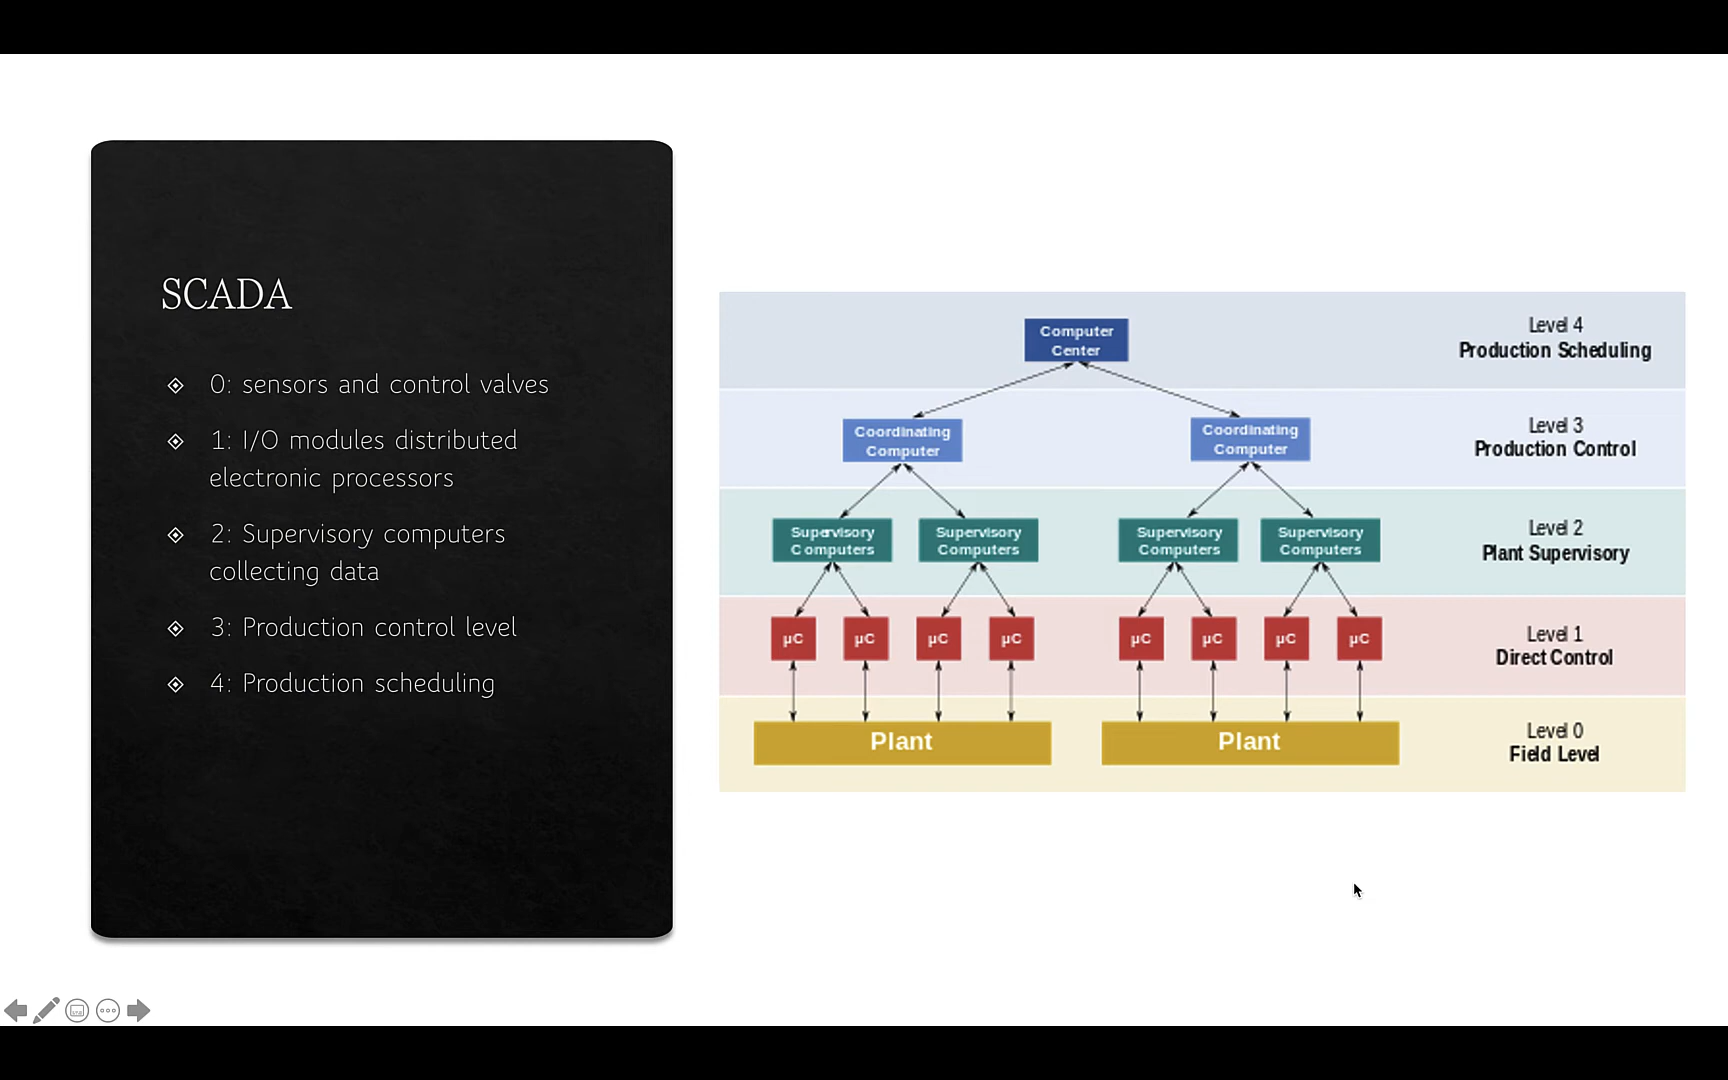 SCADA
0: sensors and control valves
1: I/O modules distributed
electronic processors
2: Supervisory computers
collecting data
3: Production control level
4: Production scheduling
Computer
Center
Level 4
Production Scheduling
Coordinating
Computer
Coordinating
Computer
Level 3
Production Control
Supervisory
Computers
Supervisory
Computers
Supervisory
Computers
Supervisory
Computers
Level 2
Plant Supervisory
µC
µC
µC
µC
µC
µC
µC
µC
Level 1
Direct Control
Plant
Plant
Level 0
Field Level